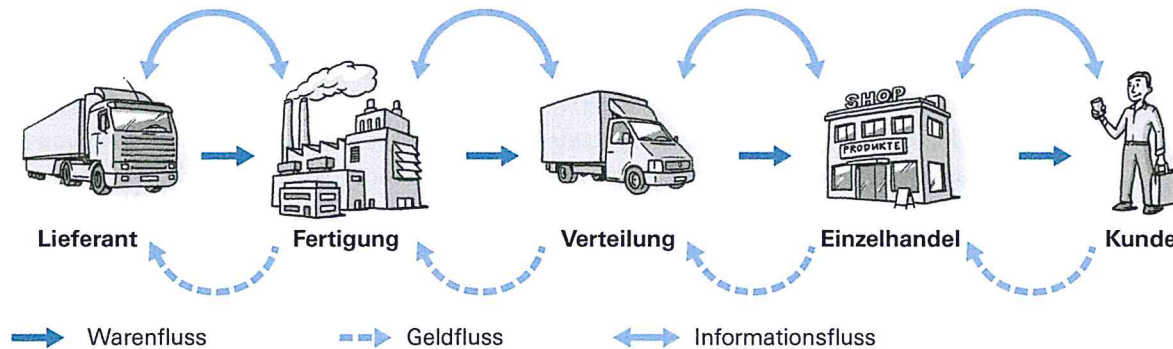 SHOP
PRODUKTE
Lieferant Fertigung Verteilung Einzelhandel Kunde
Warenfluss Geldfluss Informationsfluss